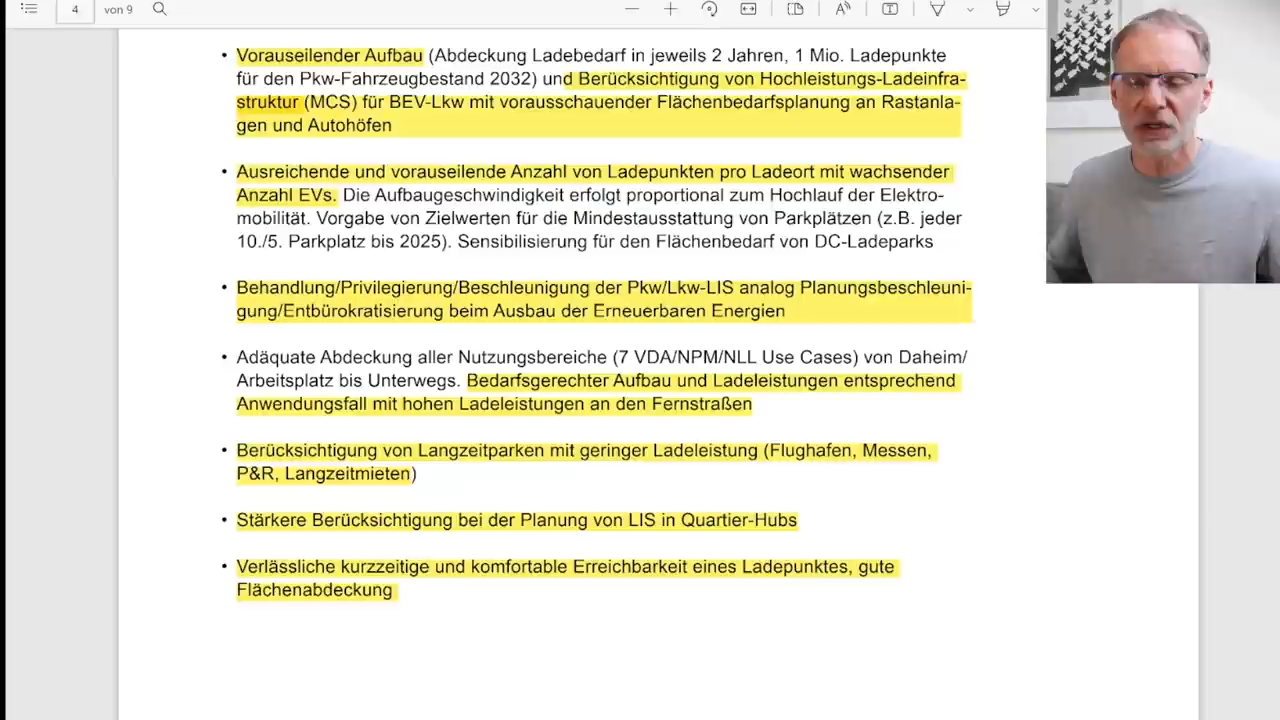 4 von 9
• Vorauseilender Aufbau (Abdeckung Ladebedarf in jeweils 2 Jahren, 1 Mio. Ladepunkte
für den Pkw-Fahrzeugbestand 2032) und Berücksichtigung von Hochleistungs-Ladeinfra-
struktur (MCS) für BEV-Lkw mit vorausschauender Flächenbedarfsplanung an Rastanla-
gen und Autohöfen
• Ausreichende und vorauseilende Anzahl von Ladepunkten pro Ladeort mit wachsender
Anzahl EVs. Die Aufbaugeschwindigkeit erfolgt proportional zum Hochlauf der Elektro-
mobilität. Vorgabe von Zielwerten für die Mindestausstattung von Parkplätzen (z.B. jeder
10./5. Parkplatz bis 2025). Sensibilisierung für den Flächenbedarf von DC-Ladeparks
• Behandlung/Privilegierung/Beschleunigung der Pkw/Lkw-LIS analog Planungsbeschleuni-
gung/Entbürokratisierung beim Ausbau der Erneuerbaren Energien
• Adäquate Abdeckung aller Nutzungsbereiche (7 VDA/NPM/NLL Use Cases) von Daheim/
Arbeitsplatz bis Unterwegs. Bedarfsgerechter Aufbau und Ladeleistungen entsprechend
Anwendungsfall mit hohen Ladeleistungen an den Fernstraßen
• Berücksichtigung von Langzeitparken mit geringer Ladeleistung (Flughafen, Messen,
P&R, Langzeitmieten)
• Stärkere Berücksichtigung bei der Planung von LIS in Quartier-Hubs
• Verlässliche kurzzeitige und komfortable Erreichbarkeit eines Ladepunktes, gute
Flächenabdeckung